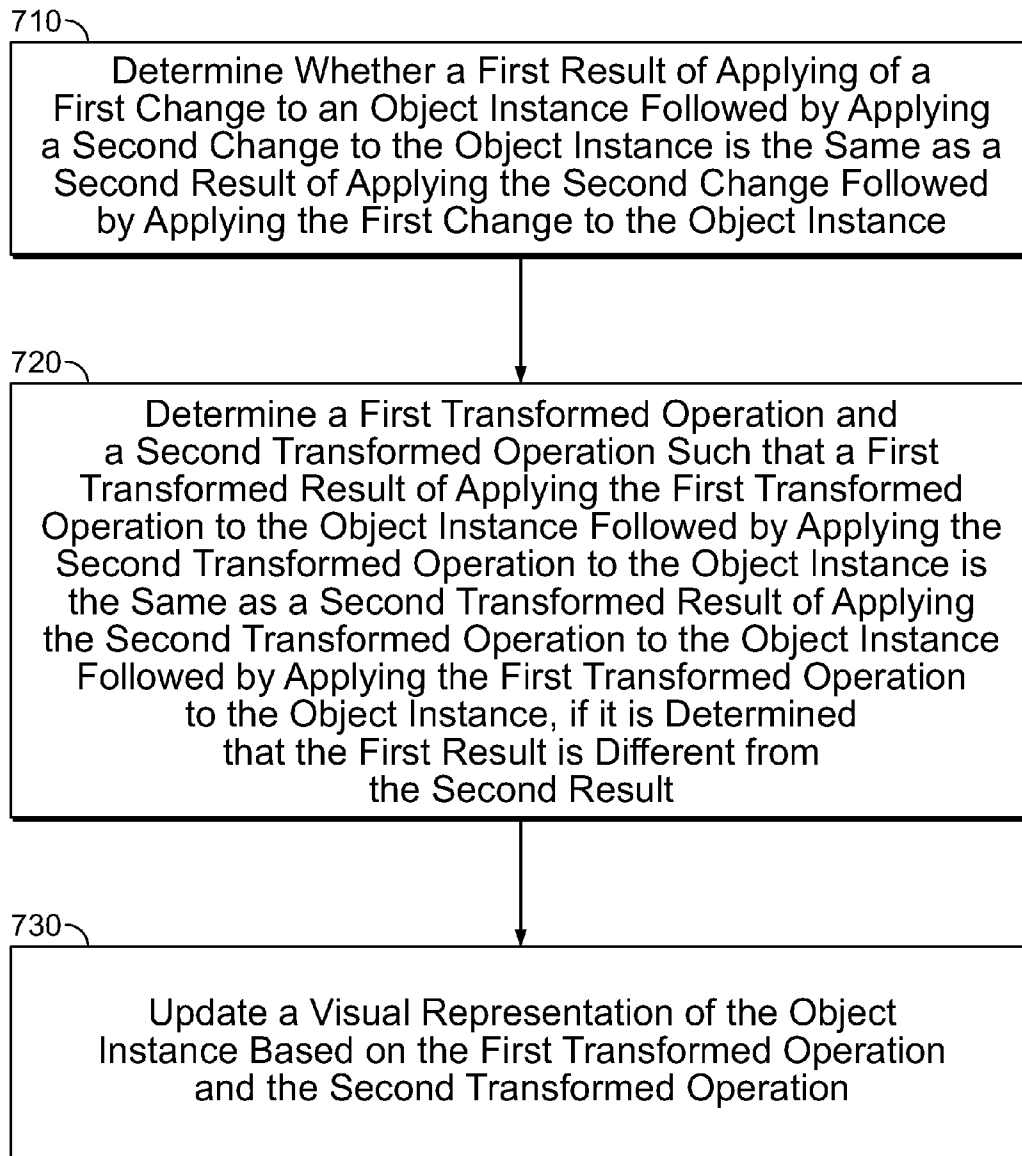 710
Determine Whether a First Result of Applying of a
First Change to an Object Instance Followed by Applying
a Second Change to the Object Instance is the Same as a
Second Result of Applying the Second Change Followed
by Applying the First Change to the Object Instance
720
Determine a First Transformed Operation and
a Second Transformed Operation Such that a First
Transformed Result of Applying the First Transformed
Operation to the Object Instance Followed by Applying the
Second Transformed Operation to the Object Instance is
the Same as a Second Transformed Result of Applying
the Second Transformed Operation to the Object Instance
Followed by Applying the First Transformed Operation
to the Object Instance, if it is Determined
that the First Result is Different from
the Second Result
730
Update a Visual Representation of the Object
Instance Based on the First Transformed Operation
and the Second Transformed Operation